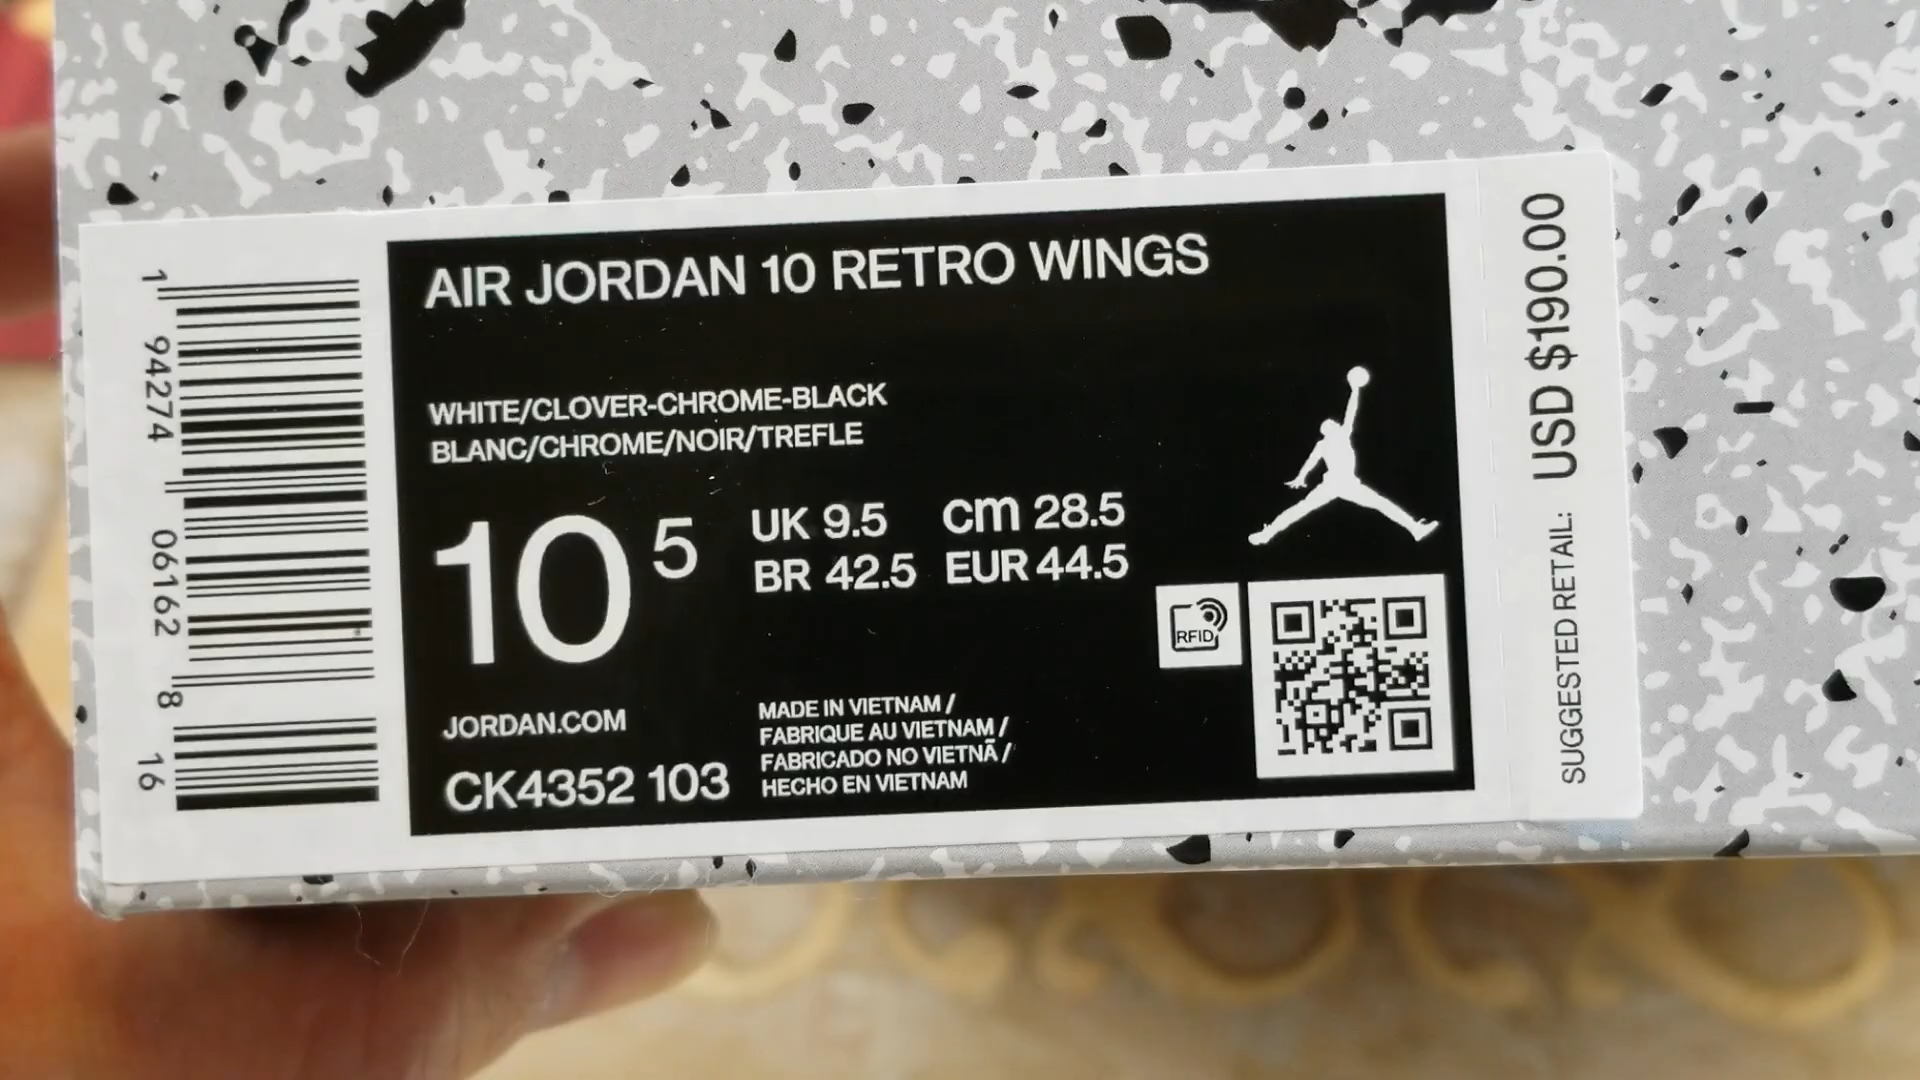 AIR JORDAN 10 RETRO WINGS
WHITE/CLOVER-CHROME-BLACK
BLANC/CHROME/NOIR/TREFLE
10 5
UK 9.5 cm 28.5
BR 42.5 EUR 44.5
RFID
JORDAN.COM
CK4352 103
MADE IN VIETNAM /
FABRIQUE AU VIETNAM /
FABRICADO NO VIETNÃ /
HECHO EN VIETNAM
1 94274 06162 8 16
SUGGESTED RETAIL: USD $190.00